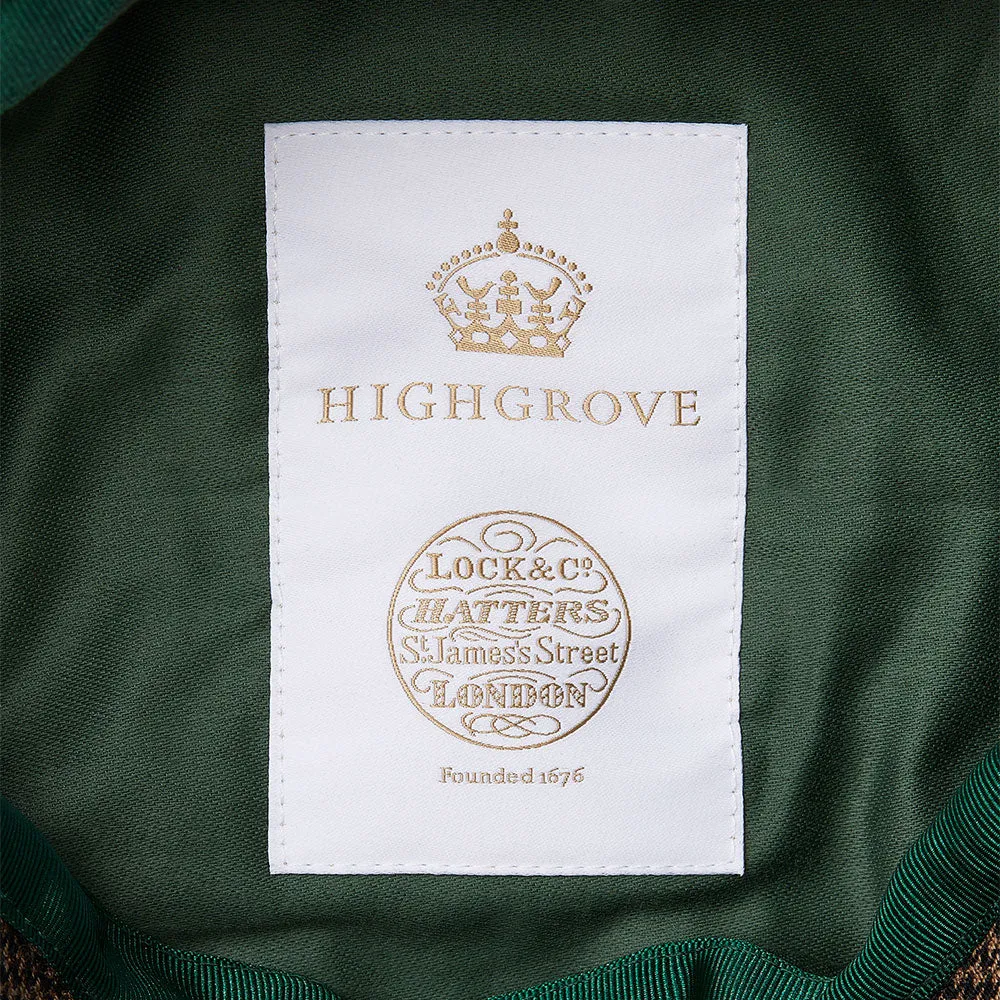 HIGHGROVE
LOCK & Co.
HATTERS
St. James's Street
LONDON
Founded 1676